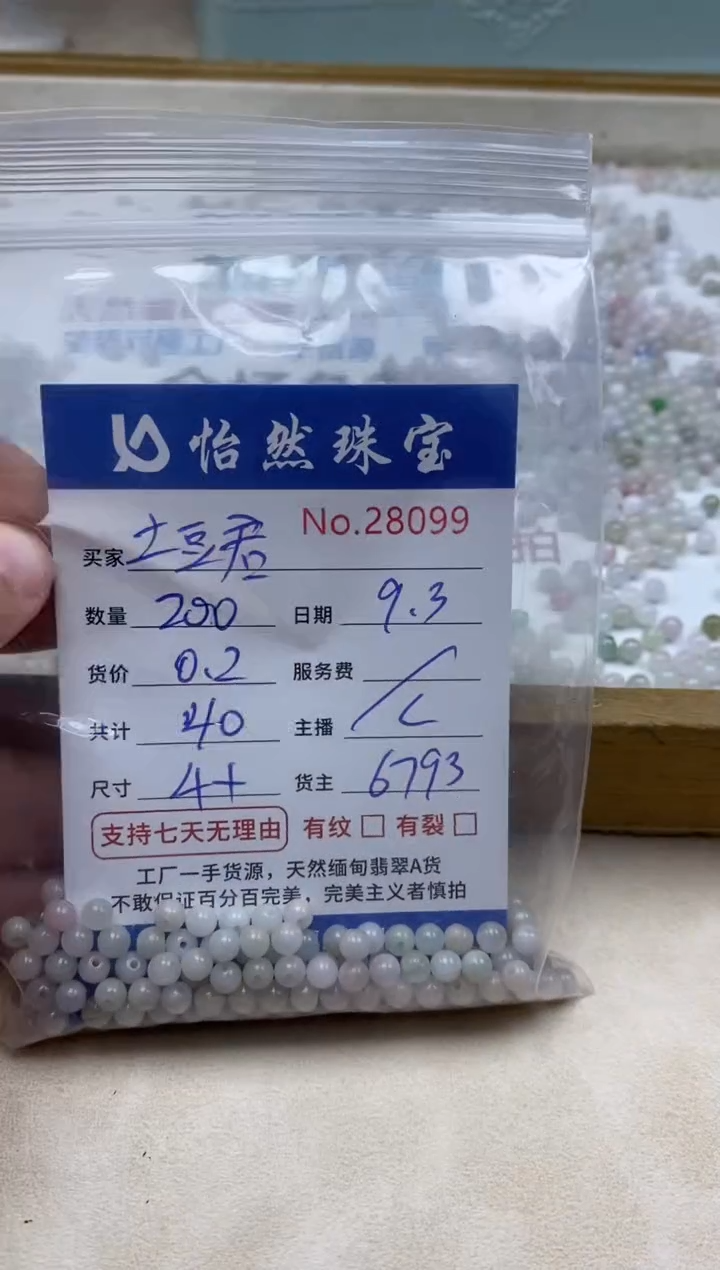 怡然珠宝
No.28099
买家 土豆君
数量 200 日期 9.3
货价 0.2 服务费 /
共计 40 主播 L
尺寸 4+ 货主 6793
支持七天无理由 有纹 □ 有裂 □
工厂一手货源，天然缅甸翡翠A货
不敢保证百分百完美，完美主义者慎拍